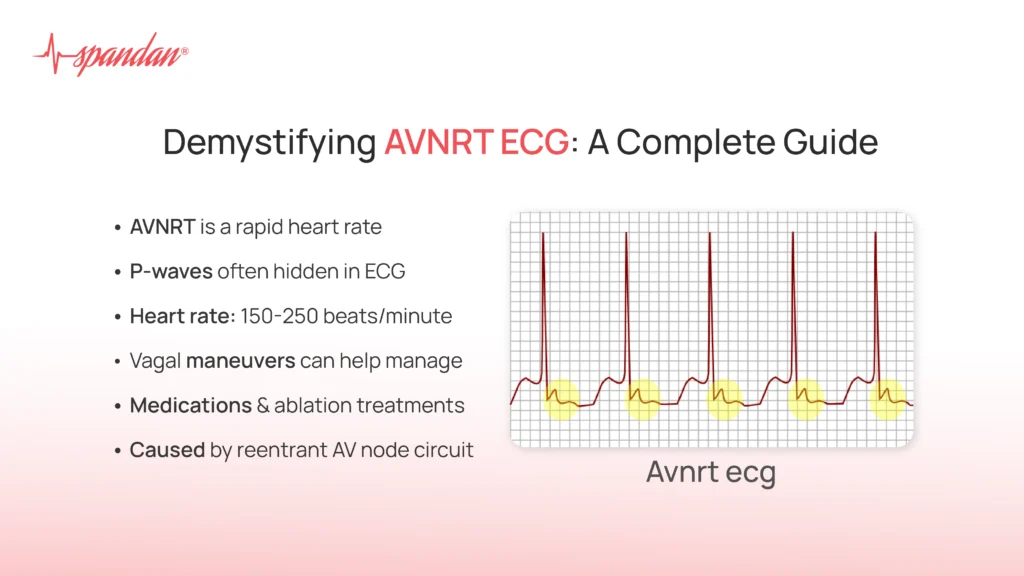 spandan®
Demystifying AVNRT ECG: A Complete Guide
• AVNRT is a rapid heart rate
• P-waves often hidden in ECG
• Heart rate: 150-250 beats/minute
• Vagal maneuvers can help manage
• Medications & ablation treatments
• Caused by reentrant AV node circuit
Avnrt ecg